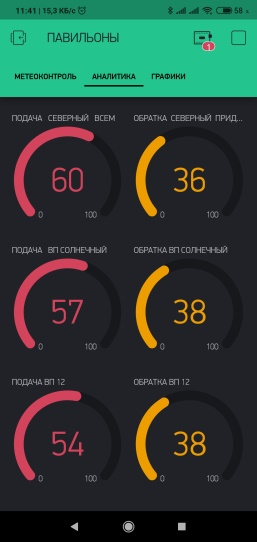 11:41 | 15,3 КБ/с 58 %
ПАВИЛЬОНЫ
1
МЕТЕОКОНТРОЛЬ АНАЛИТИКА ГРАФИКИ
ПОДАЧА СЕВЕРНЫЙ ВСЕМ ОБРАТКА СЕВЕРНЫЙ ПРИД...
60 36
0 100 0 100
ПОДАЧА ВП СОЛНЕЧНЫЙ ОБРАТКА ВП СОЛНЕЧНЫЙ
57 38
0 100 0 100
ПОДАЧА ВП 12 ОБРАТКА ВП 12
54 38
0 100 0 100